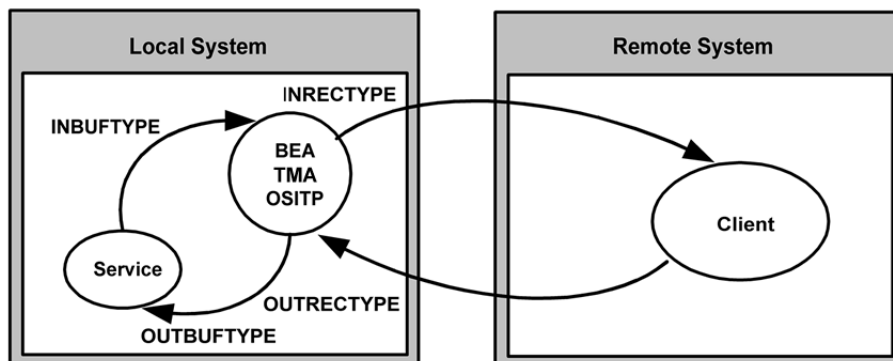 Local System
Remote System
INRECTYPE
INBUFTYPE
BEA
TMA
OSITP
Client
Service
OUTRECTYPE
OUTBUFTYPE